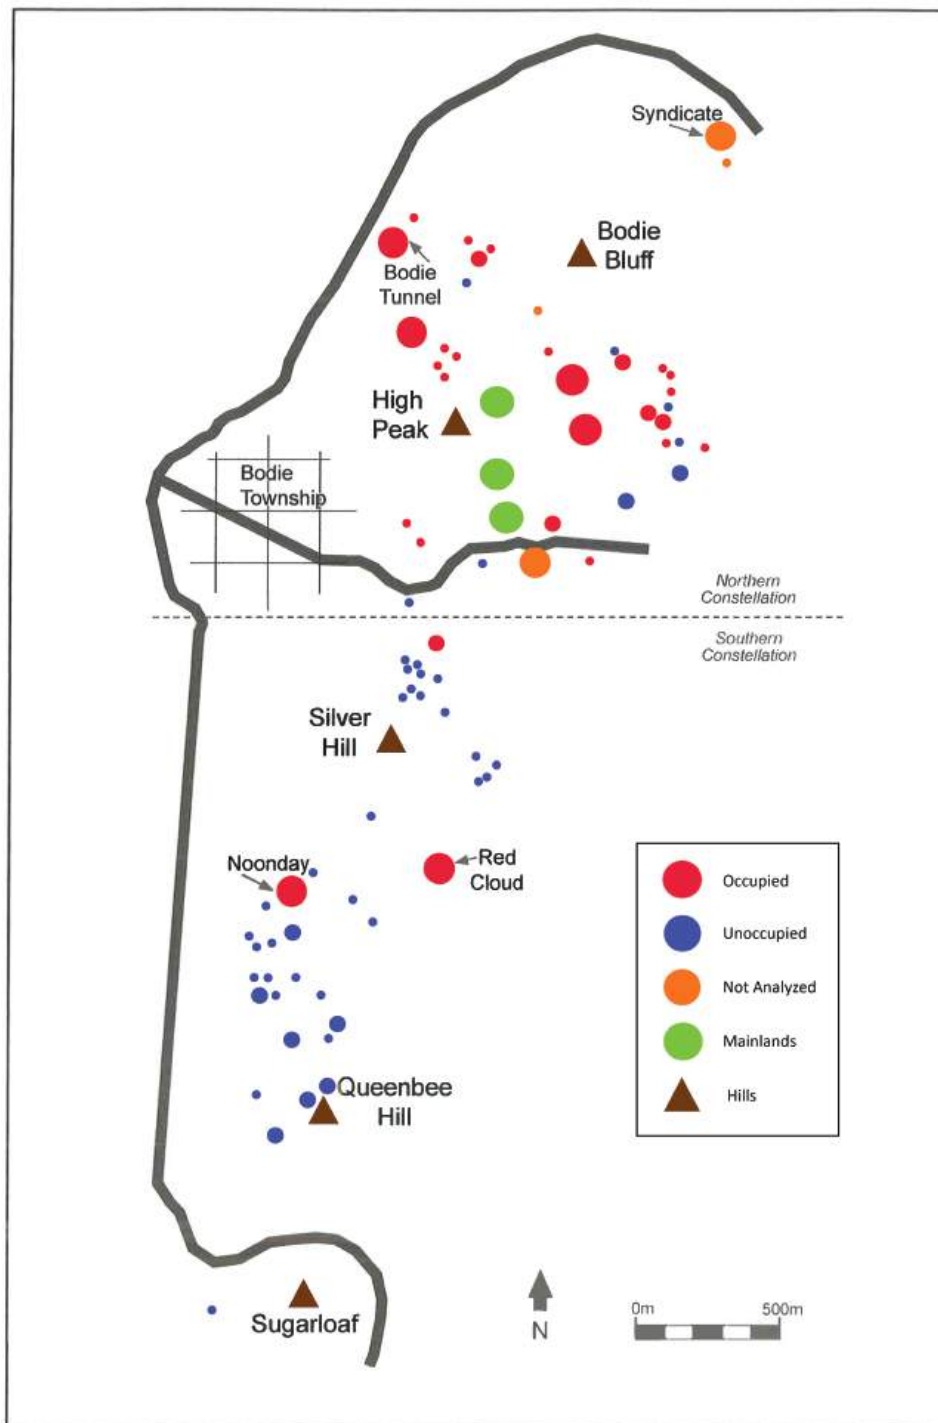 Syndicate
Bodie
Bluff
Bodie
Tunnel
High
Peak
Bodie
Township
Northern
Constellation
Southern
Constellation
Silver
Hill
Noonday
Red
Cloud
Occupied
Unoccupied
Not Analyzed
Mainlands
Hills
Queenbee
Hill
Sugarloaf
N
0m 500m